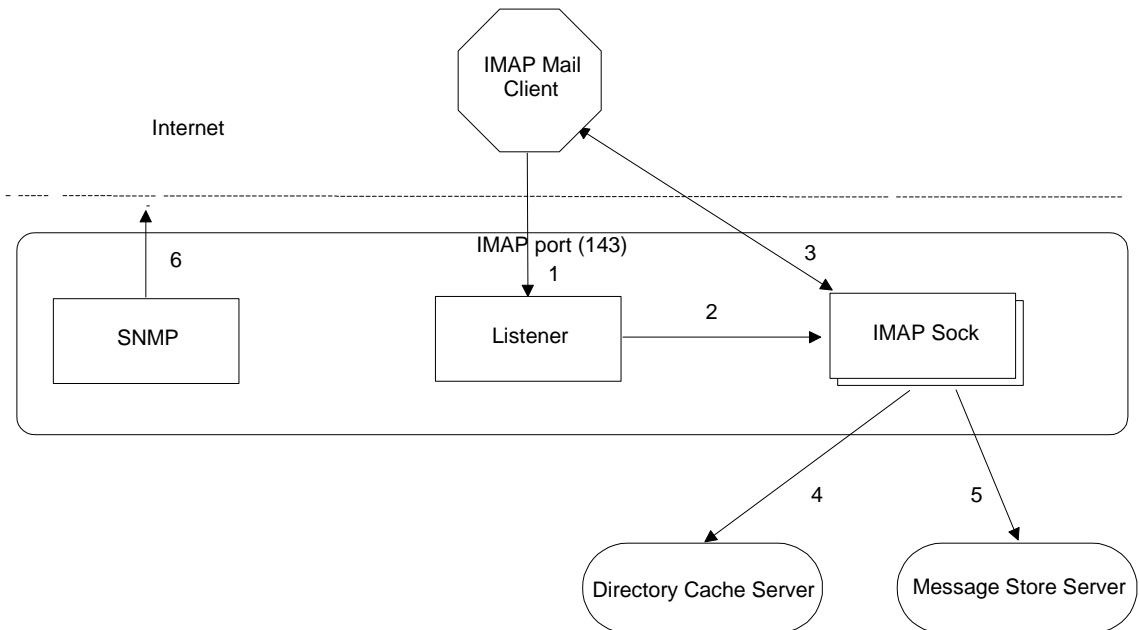 IMAP Mail
Client
Internet
IMAP port (143)
1
2
3
6
SNMP
Listener
IMAP Sock
4
5
Directory Cache Server
Message Store Server